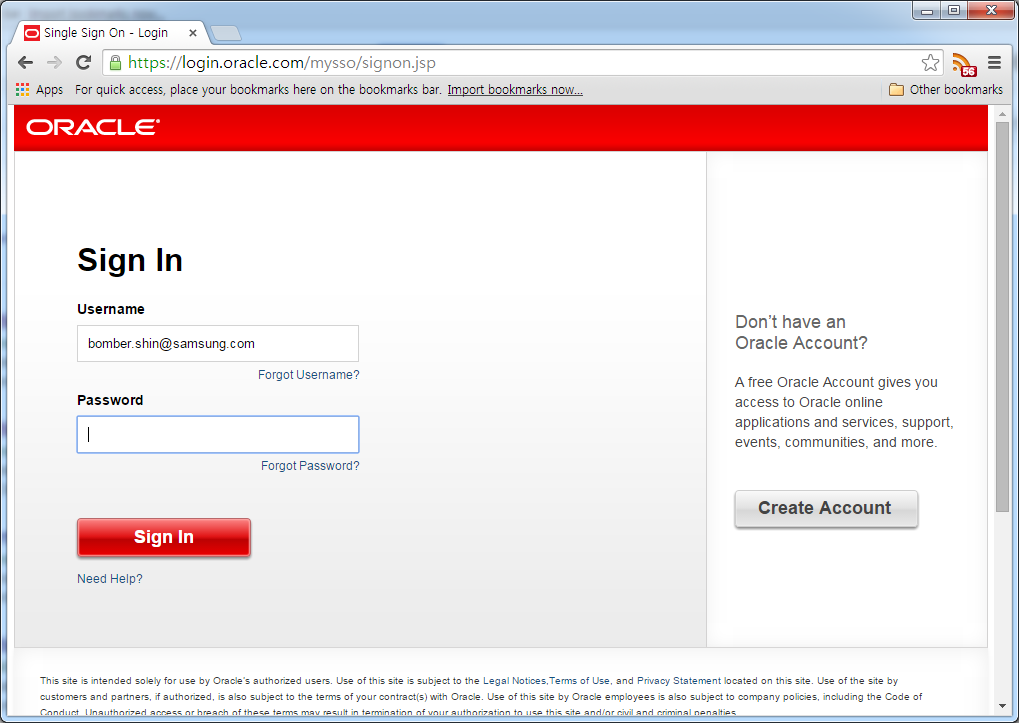 Single Sign On - Login
https://login.oracle.com/mysso/signon.jsp
56
Apps For quick access, place your bookmarks here on the bookmarks bar. Import bookmarks now...
Other bookmarks
ORACLE
Sign In
Username
bomber.shin@samsung.com
Forgot Username?
Password
Forgot Password?
Sign In
Need Help?
Don't have an
Oracle Account?
A free Oracle Account gives you
access to Oracle online
applications and services, support,
events, communities, and more.
Create Account
This site is intended solely for use by Oracle's authorized users. Use of this site is subject to the Legal Notices,Terms of Use, and Privacy Statement located on this site. Use of the site by
customers and partners, if authorized, is also subject to the terms of your contract(s) with Oracle. Use of this site by Oracle employees is also subject to company policies, including the Code of
Conduct. Unauthorized access or breach of these terms may result in termination of your authorization to use this site and/or civil and criminal penalties.